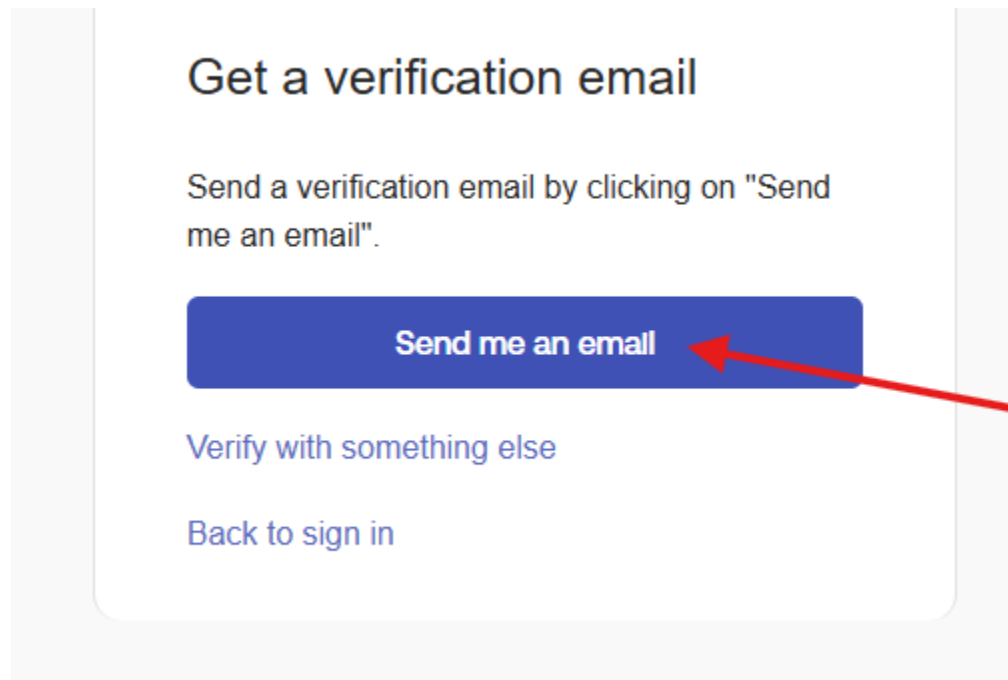 Get a verification email
Send a verification email by clicking on "Send
me an email".
Send me an email
Verify with something else
Back to sign in